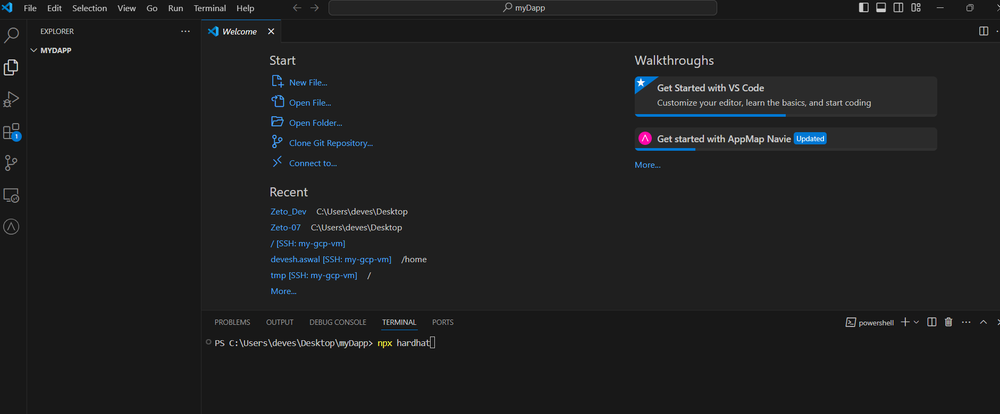 File Edit Selection View Go Run Terminal Help
myDapp
EXPLORER
MYDAPP
1
Welcome
Start
New File...
Open File...
Open Folder...
Clone Git Repository...
Connect to...
Recent
Zeto_Dev C:\Users\deves\Desktop
Zeto-07 C:\Users\deves\Desktop
/ [SSH: my-gcp-vm]
devesh.aswal [SSH: my-gcp-vm] /home
tmp [SSH: my-gcp-vm] /
More...
Walkthroughs
Get Started with VS Code
Customize your editor, learn the basics, and start coding
Get started with AppMap Navie Updated
More...
PROBLEMS OUTPUT DEBUG CONSOLE TERMINAL PORTS
powershell
PS C:\Users\deves\Desktop\myDapp> npx hardhat